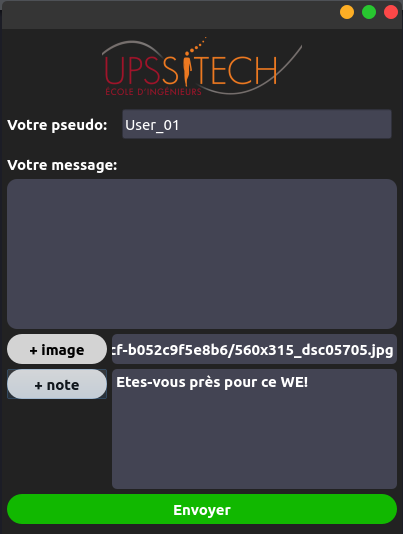 UPSSITECH
ÉCOLE D'INGÉNIEURS
Votre pseudo: User_01
Votre message:
+ image cf-b052c9f5e8b6/560x315_dsc05705.jpg
+ note Etes-vous près pour ce WE!
Envoyer